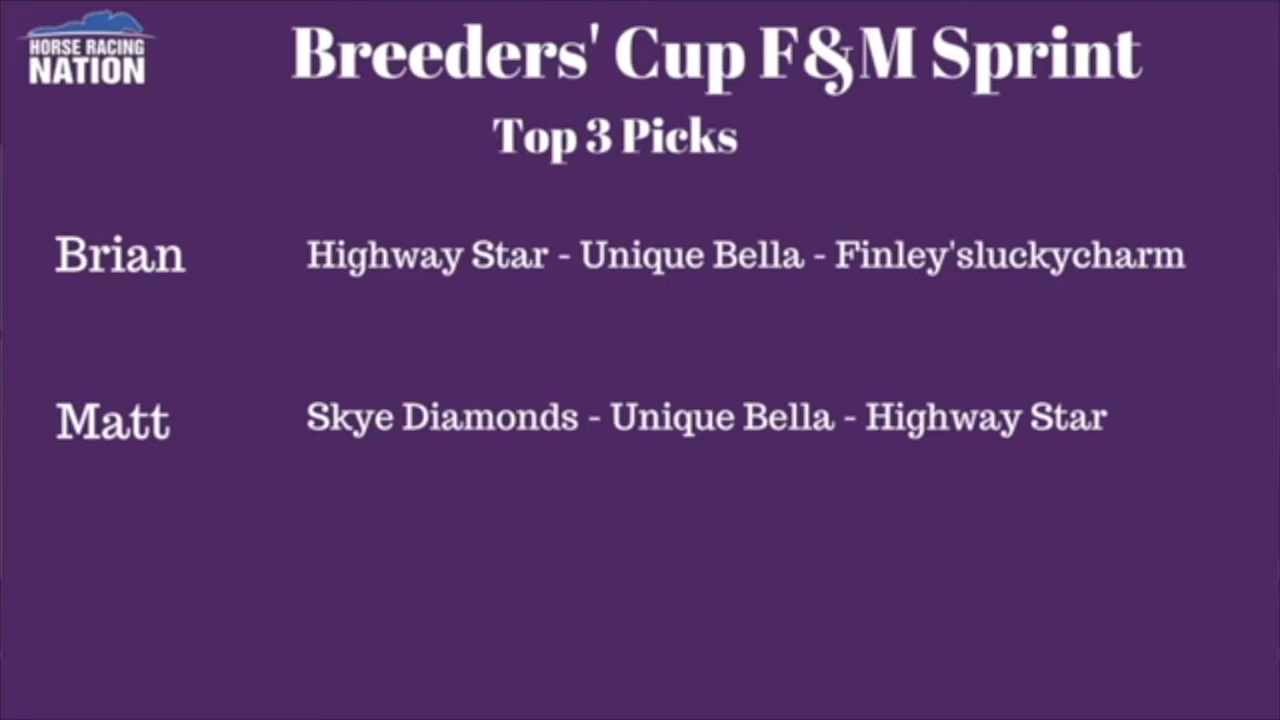 HORSE RACING
NATION
Breeders' Cup F&M Sprint
Top 3 Picks
Brian
Highway Star - Unique Bella - Finley'sluckycharm
Matt
Skye Diamonds - Unique Bella - Highway Star